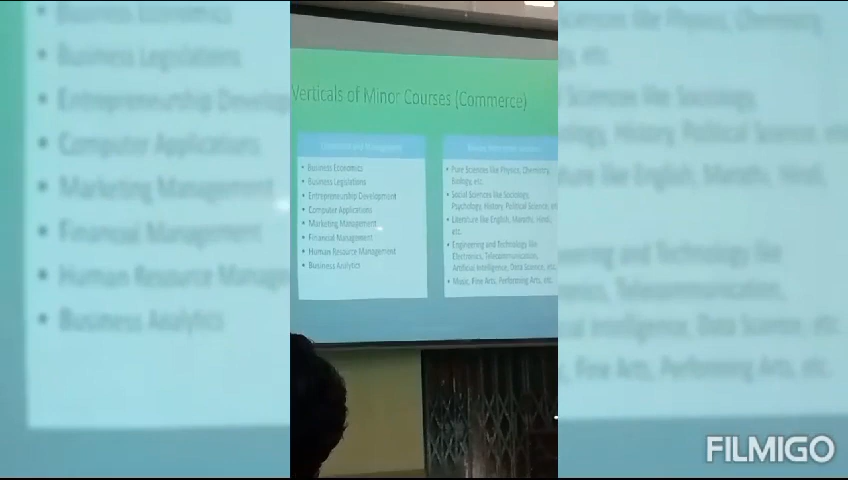 Verticals of Minor Courses (Commerce)
Commerce and Management
• Business Economics
• Business Legislations
• Entrepreneurship Development
• Computer Applications
• Marketing Management
• Financial Management
• Human Resource Management
• Business Analytics
• Pure Sciences like Physics, Chemistry,
Biology, etc.
• Social Sciences like Sociology,
Psychology, History, Political Science, etc
• Literature like English, Marathi, Hindi,
etc.
• Engineering and Technology like
Electronics, Telecommunication,
Artificial Intelligence, Data Science, etc.
• Music, Fine Arts, Performing Arts, etc.
FILMIGO